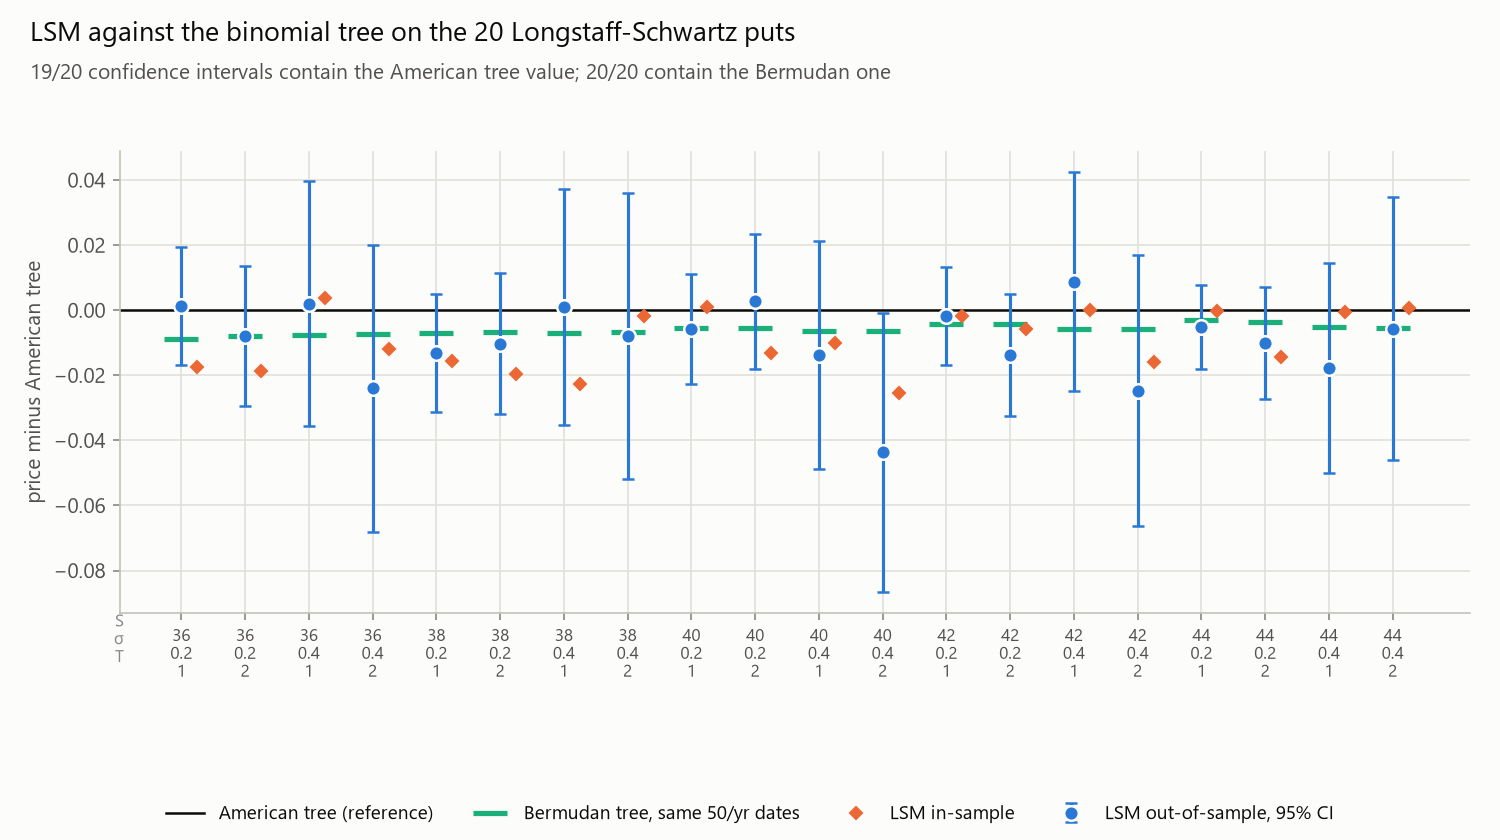 LSM against the binomial tree on the 20 Longstaff-Schwartz puts
19/20 confidence intervals contain the American tree value; 20/20 contain the Bermudan one
price minus American tree
0.04
0.02
0.00
−0.02
−0.04
−0.06
−0.08
S
σ
T
36 36 36 36 38 38 38 38 40 40 40 40 42 42 42 42 44 44 44 44
0.2 0.2 0.4 0.4 0.2 0.2 0.4 0.4 0.2 0.2 0.4 0.4 0.2 0.2 0.4 0.4 0.2 0.2 0.4 0.4
1 2 1 2 1 2 1 2 1 2 1 2 1 2 1 2 1 2 1 2
American tree (reference) Bermudan tree, same 50/yr dates LSM in-sample LSM out-of-sample, 95% CI